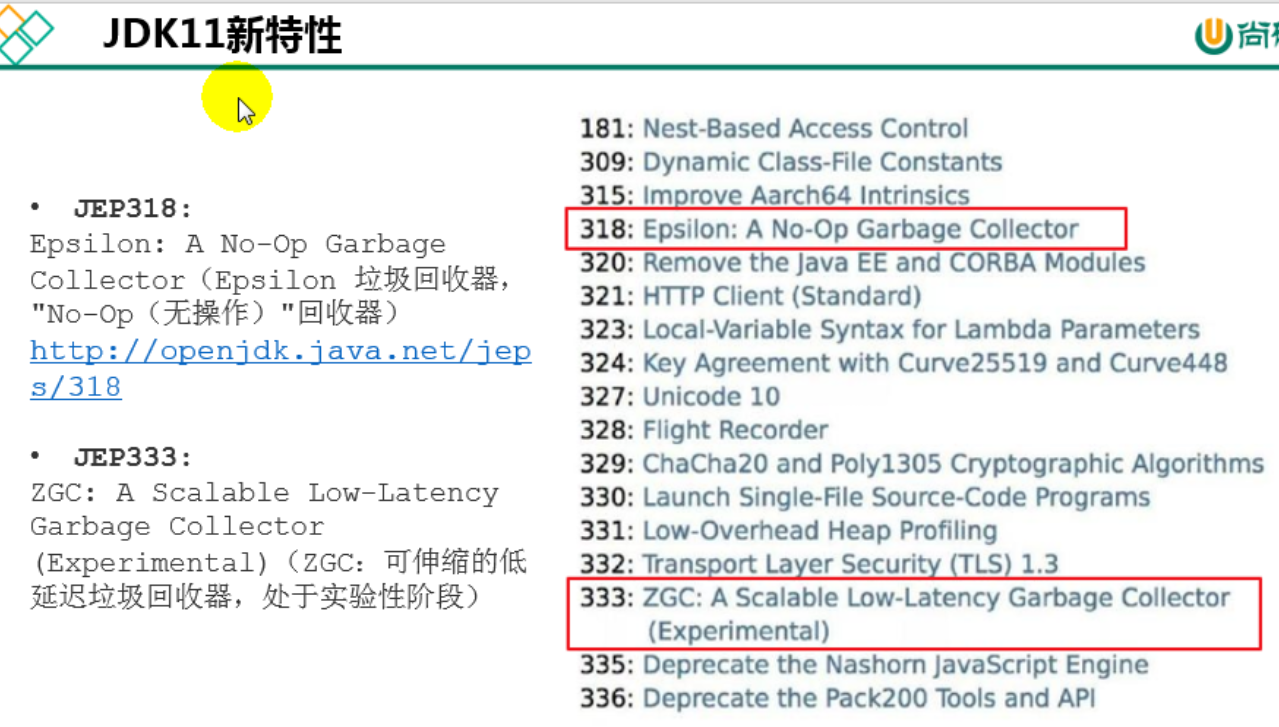 JDK11新特性
尚
• JEP318:
Epsilon: A No-Op Garbage
Collector（Epsilon 垃圾回收器，
"No-Op（无操作）"回收器）
http://openjdk.java.net/jep
s/318
• JEP333:
ZGC: A Scalable Low-Latency
Garbage Collector
(Experimental)（ZGC：可伸缩的低
延迟垃圾回收器，处于实验性阶段）
181: Nest-Based Access Control
309: Dynamic Class-File Constants
315: Improve Aarch64 Intrinsics
318: Epsilon: A No-Op Garbage Collector
320: Remove the Java EE and CORBA Modules
321: HTTP Client (Standard)
323: Local-Variable Syntax for Lambda Parameters
324: Key Agreement with Curve25519 and Curve448
327: Unicode 10
328: Flight Recorder
329: ChaCha20 and Poly1305 Cryptographic Algorithms
330: Launch Single-File Source-Code Programs
331: Low-Overhead Heap Profiling
332: Transport Layer Security (TLS) 1.3
333: ZGC: A Scalable Low-Latency Garbage Collector
(Experimental)
335: Deprecate the Nashorn JavaScript Engine
336: Deprecate the Pack200 Tools and API